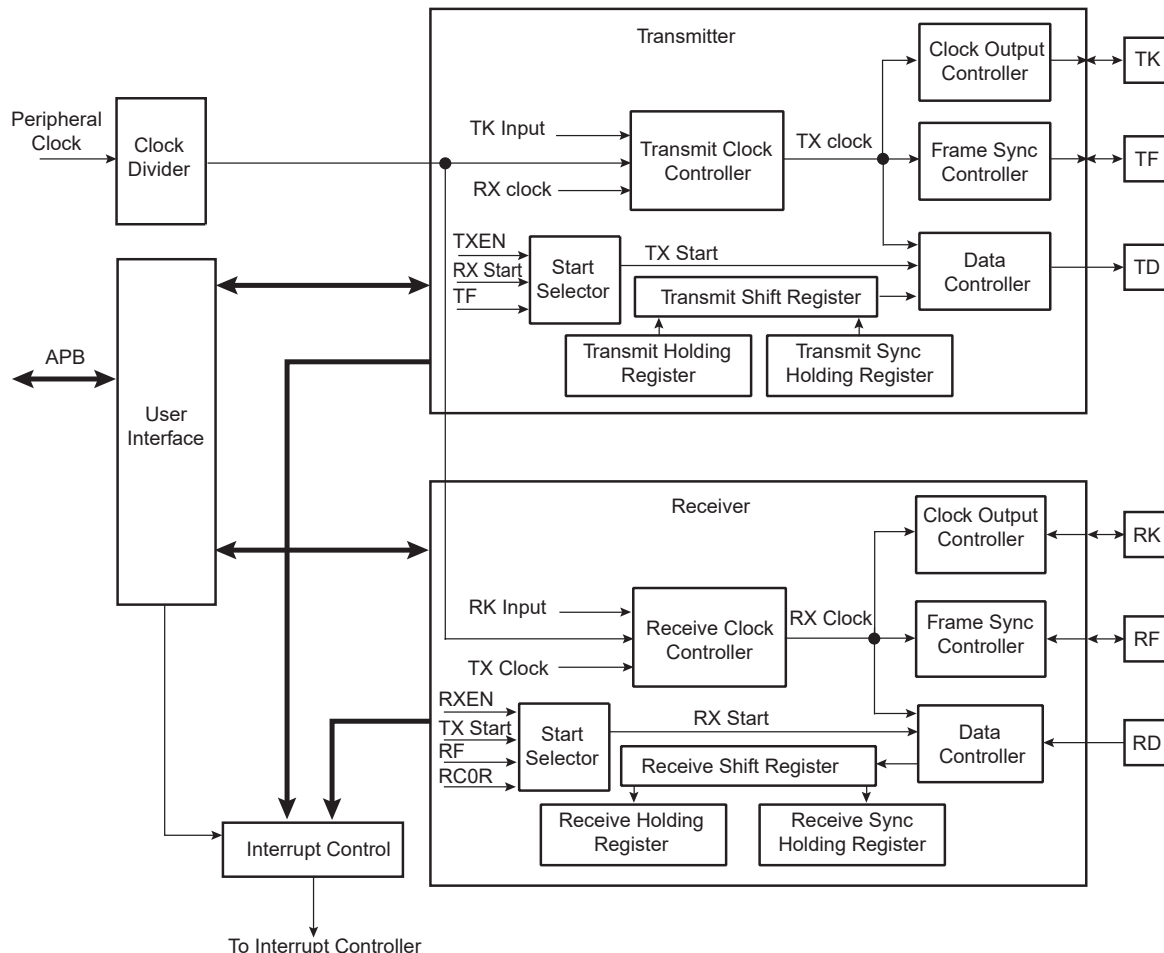 Transmitter
Clock Output
Controller
TK
Peripheral
Clock
Clock
Divider
TK Input
Transmit Clock
Controller
TX clock
Frame Sync
Controller
TF
RX clock
TXEN
RX Start
TF
Start
Selector
TX Start
Data
Controller
TD
Transmit Shift Register
Transmit Holding
Register
Transmit Sync
Holding Register
APB
User
Interface
Receiver
Clock Output
Controller
RK
RK Input
Receive Clock
Controller
RX Clock
Frame Sync
Controller
RF
TX Clock
RXEN
TX Start
RF
RC0R
Start
Selector
RX Start
Data
Controller
RD
Receive Shift Register
Receive Holding
Register
Receive Sync
Holding Register
Interrupt Control
To Interrupt Controller